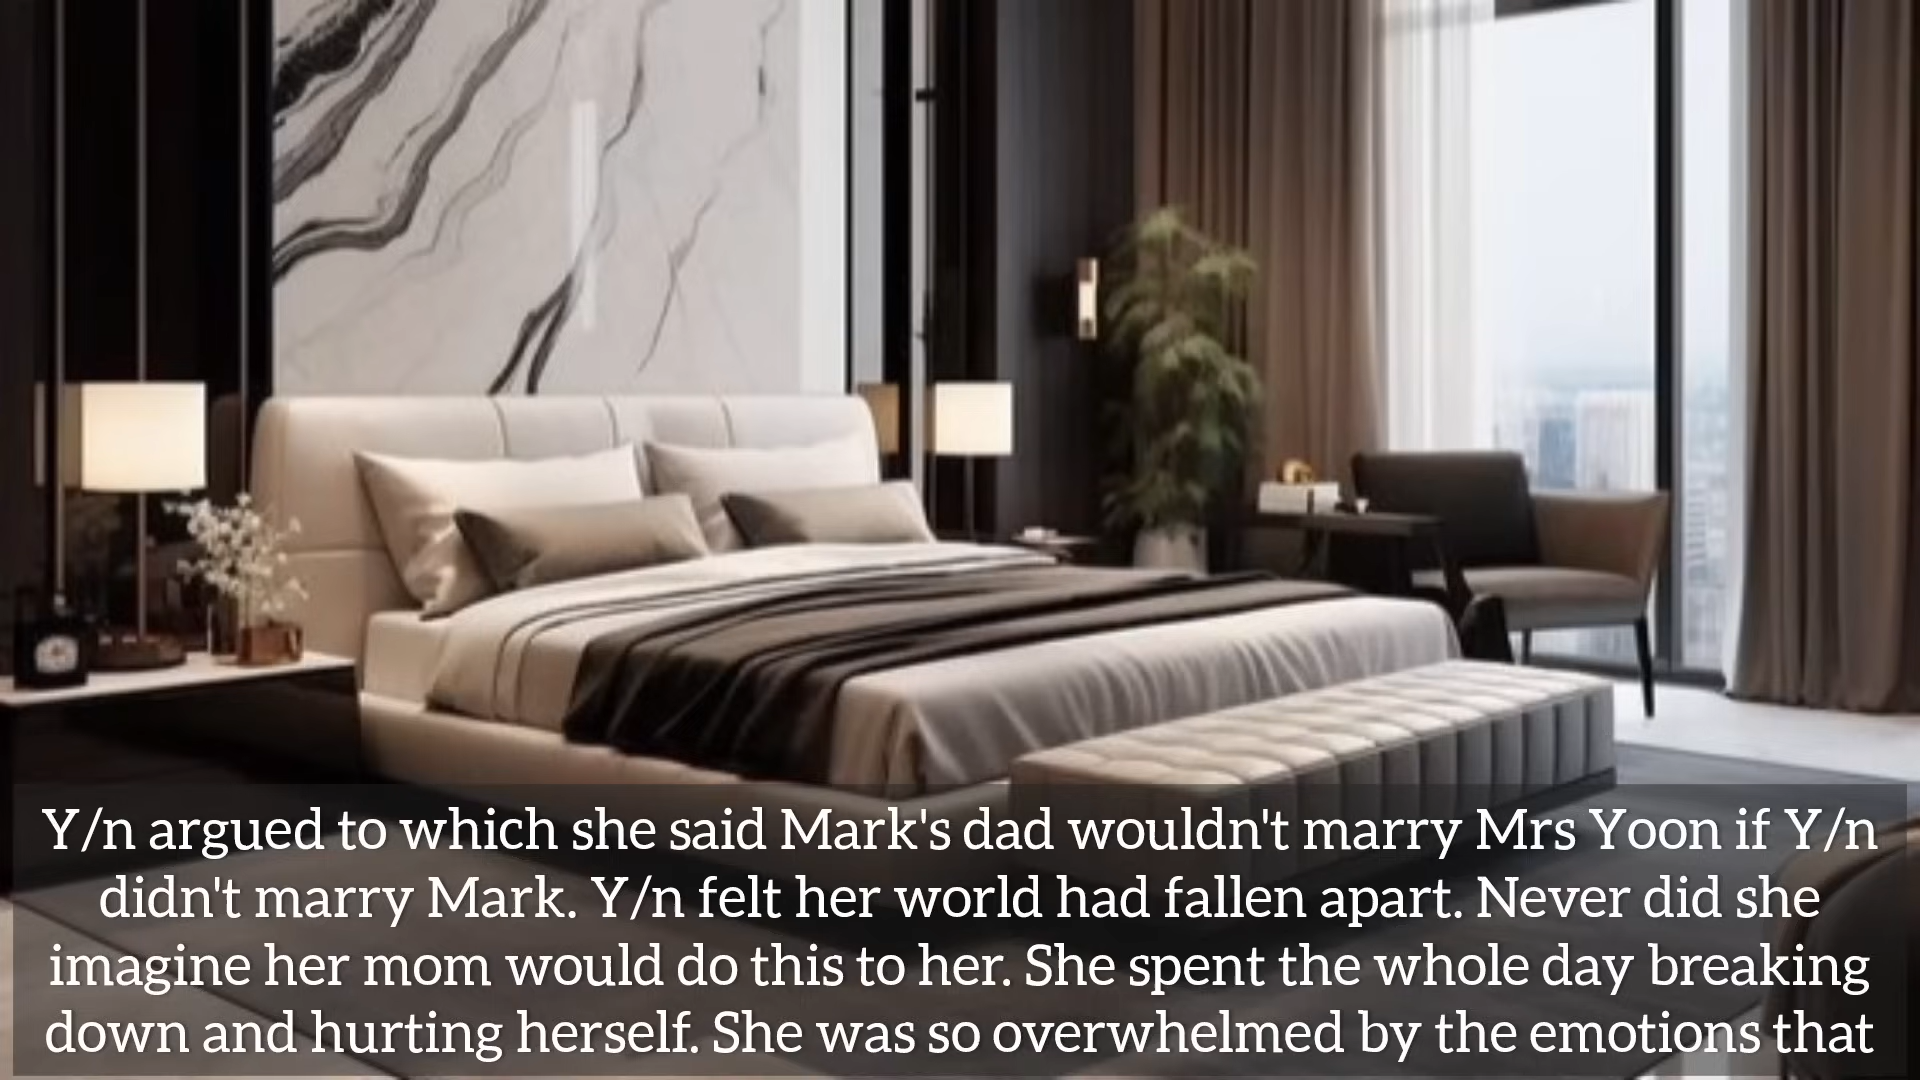 Y/n argued to which she said Mark's dad wouldn't marry Mrs Yoon if Y/n
didn't marry Mark. Y/n felt her world had fallen apart. Never did she
imagine her mom would do this to her. She spent the whole day breaking
down and hurting herself. She was so overwhelmed by the emotions that